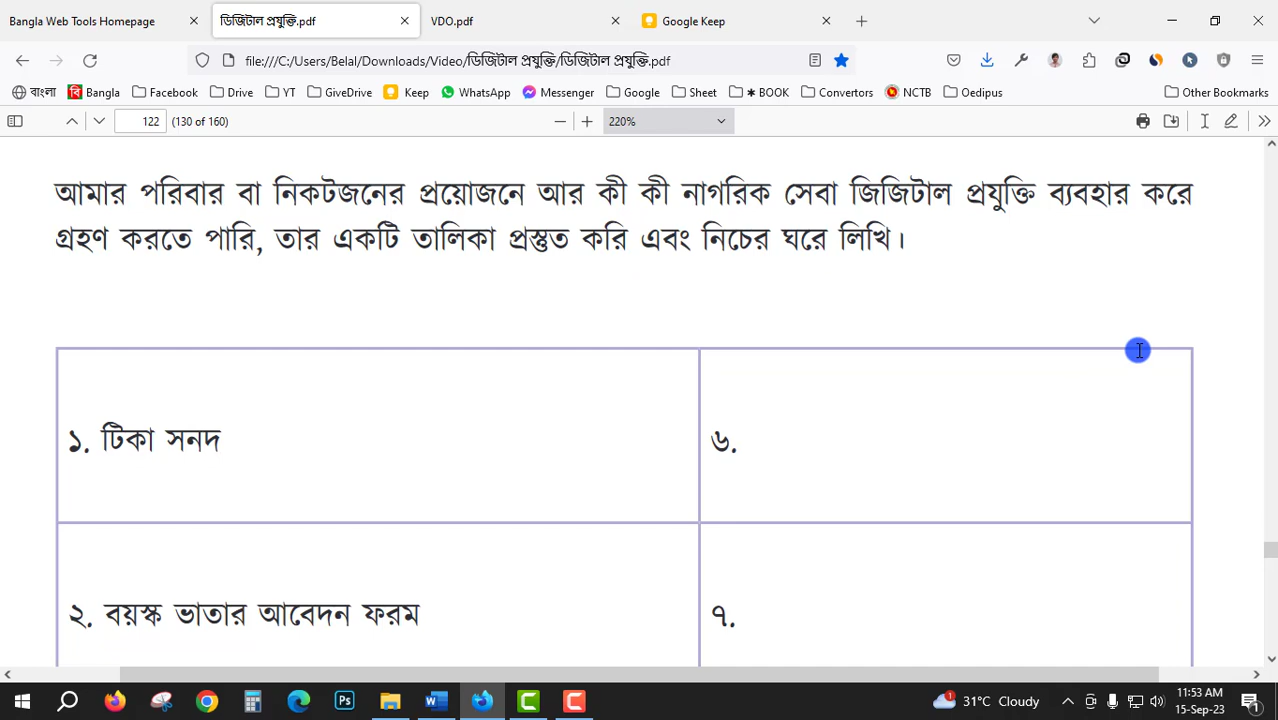 Bangla Web Tools Homepage
ডিজিটাল প্রযুক্তি.pdf
VDO.pdf
Google Keep
file:///C:/Users/Belal/Downloads/Video/ডিজিটাল প্রযুক্তি/ডিজিটাল প্রযুক্তি.pdf
বাংলা
বি Bangla
Facebook
Drive
YT
GiveDrive
Keep
WhatsApp
Messenger
Google
Sheet
✱ BOOK
Convertors
NCTB
Oedipus
Other Bookmarks
122 (130 of 160)
220%
আমার পরিবার বা নিকটজনের প্রয়োজনে আর কী কী নাগরিক সেবা জিজিটাল প্রযুক্তি ব্যবহার করে
গ্রহণ করতে পারি, তার একটি তালিকা প্রস্তুত করি এবং নিচের ঘরে লিখি।
১. টিকা সনদ
৬.
২. বয়স্ক ভাতার আবেদন ফরম
৭.
Ps
W
C
C
1
31°C Cloudy
11:53 AM
15-Sep-23
1